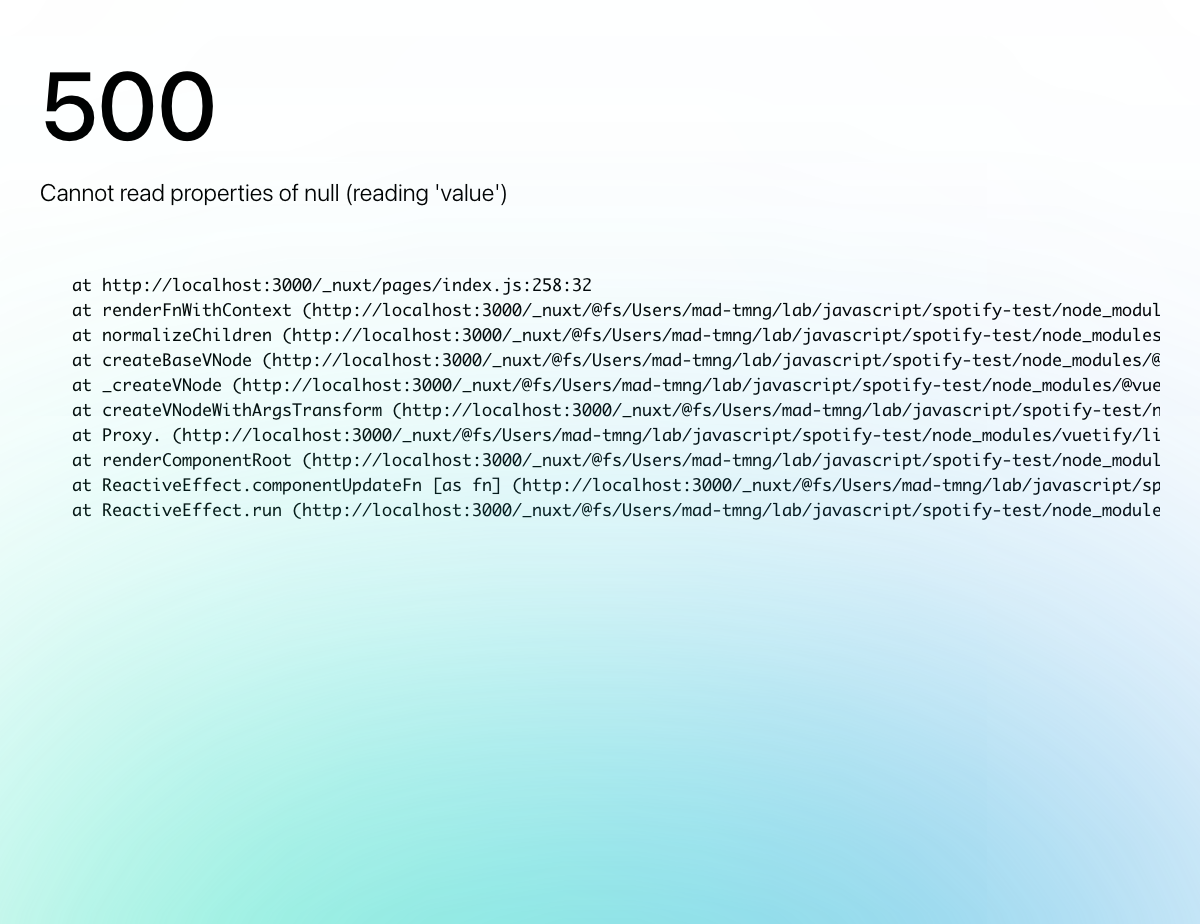 500
Cannot read properties of null (reading 'value')
at http://localhost:3000/_nuxt/pages/index.js:258:32
at renderFnWithContext (http://localhost:3000/_nuxt/@fs/Users/mad-tmng/lab/javascript/spotify-test/node_modul
at normalizeChildren (http://localhost:3000/_nuxt/@fs/Users/mad-tmng/lab/javascript/spotify-test/node_modules
at createBaseVNode (http://localhost:3000/_nuxt/@fs/Users/mad-tmng/lab/javascript/spotify-test/node_modules/@
at _createVNode (http://localhost:3000/_nuxt/@fs/Users/mad-tmng/lab/javascript/spotify-test/node_modules/@vue
at createVNodeWithArgsTransform (http://localhost:3000/_nuxt/@fs/Users/mad-tmng/lab/javascript/spotify-test/n
at Proxy. (http://localhost:3000/_nuxt/@fs/Users/mad-tmng/lab/javascript/spotify-test/node_modules/vuetify/li
at renderComponentRoot (http://localhost:3000/_nuxt/@fs/Users/mad-tmng/lab/javascript/spotify-test/node_modul
at ReactiveEffect.componentUpdateFn [as fn] (http://localhost:3000/_nuxt/@fs/Users/mad-tmng/lab/javascript/sp
at ReactiveEffect.run (http://localhost:3000/_nuxt/@fs/Users/mad-tmng/lab/javascript/spotify-test/node_module